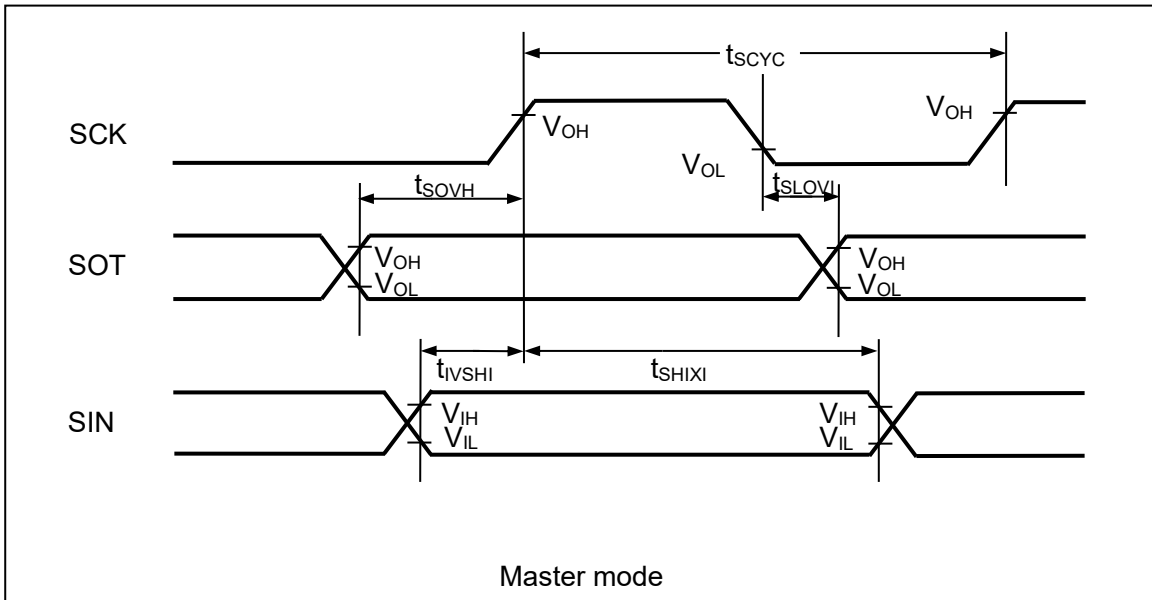 tSCYC
SCK
VOH
VOH
VOL
tSOVH
tSLOVI
SOT
VOH
VOL
VOH
VOL
tIVSHI
tSHIXI
SIN
VIH
VIL
VIH
VIL
Master mode